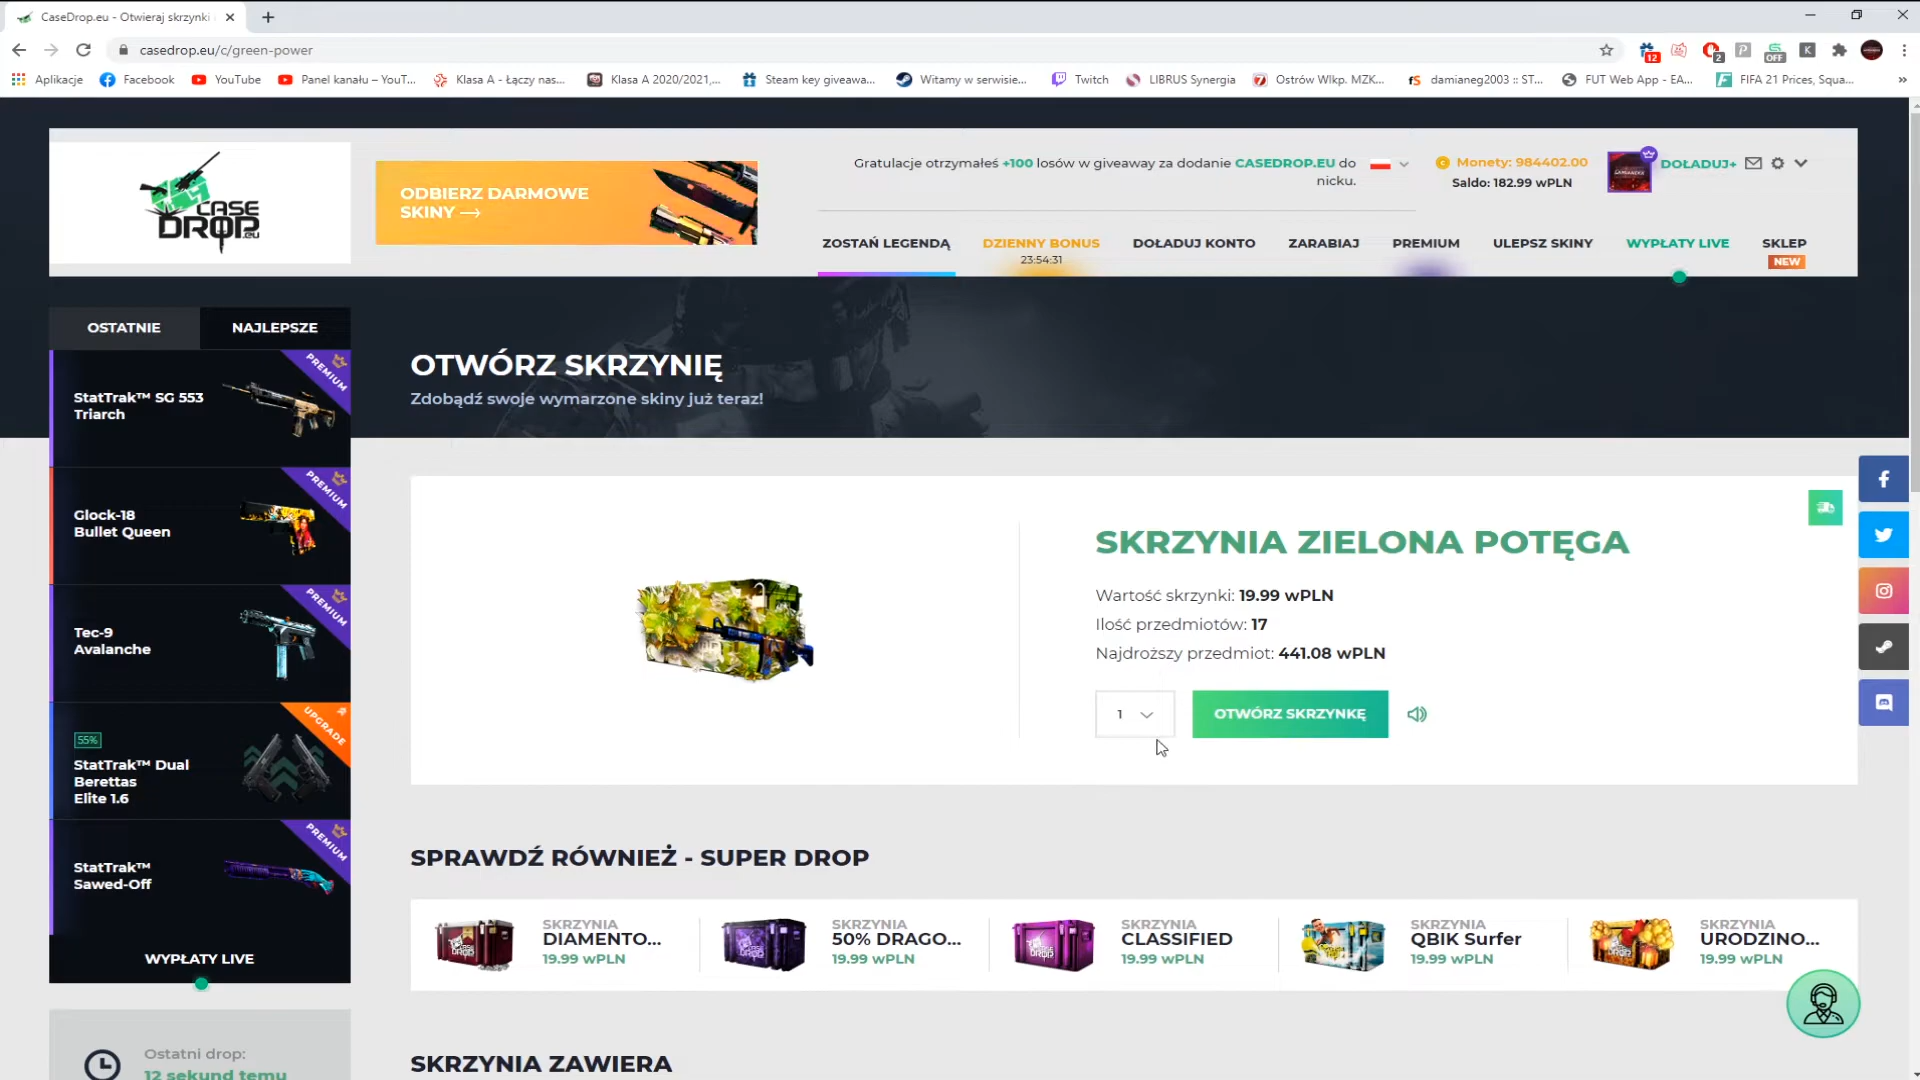 CaseDrop.eu - Otwieraj skrzynki
casedrop.eu/c/green-power
12
2
OFF
Aplikacje
Facebook
YouTube
Panel kanału – YouT...
Klasa A - Łączy nas...
Klasa A 2020/2021,...
Steam key giveawa...
Witamy w serwisie...
Twitch
LIBRUS Synergia
Ostrów Wlkp. MZK...
damianeg2003 :: ST...
FUT Web App - EA...
FIFA 21 Prices, Squa...
CASE
DROP.eu
ODBIERZ DARMOWE
SKINY →
Gratulacje otrzymałeś +100 losów w giveaway za dodanie CASEDROP.EU do
nicku.
Monety: 984402.00
Saldo: 182.99 wPLN
DOŁADUJ+
ZOSTAŃ LEGENDĄ
DZIENNY BONUS
23:54:31
DOŁADUJ KONTO
ZARABIAJ
PREMIUM
ULEPSZ SKINY
WYPŁATY LIVE
SKLEP
NEW
OSTATNIE
NAJLEPSZE
PREMIUM
StatTrak™ SG 553
Triarch
PREMIUM
Glock-18
Bullet Queen
PREMIUM
Tec-9
Avalanche
UPGRADE
55%
StatTrak™ Dual
Berettas
Elite 1.6
PREMIUM
StatTrak™
Sawed-Off
WYPŁATY LIVE
Ostatni drop:
12 sekund temu
OTWÓRZ SKRZYNIĘ
Zdobądź swoje wymarzone skiny już teraz!
SKRZYNIA ZIELONA POTĘGA
Wartość skrzynki: 19.99 wPLN
Ilość przedmiotów: 17
Najdroższy przedmiot: 441.08 wPLN
1
OTWÓRZ SKRZYNKĘ
SPRAWDŹ RÓWNIEŻ - SUPER DROP
SKRZYNIA
DIAMENTO...
19.99 wPLN
SKRZYNIA
50% DRAGO...
19.99 wPLN
SKRZYNIA
CLASSIFIED
19.99 wPLN
SKRZYNIA
QBIK Surfer
19.99 wPLN
SKRZYNIA
URODZINO...
19.99 wPLN
SKRZYNIA ZAWIERA